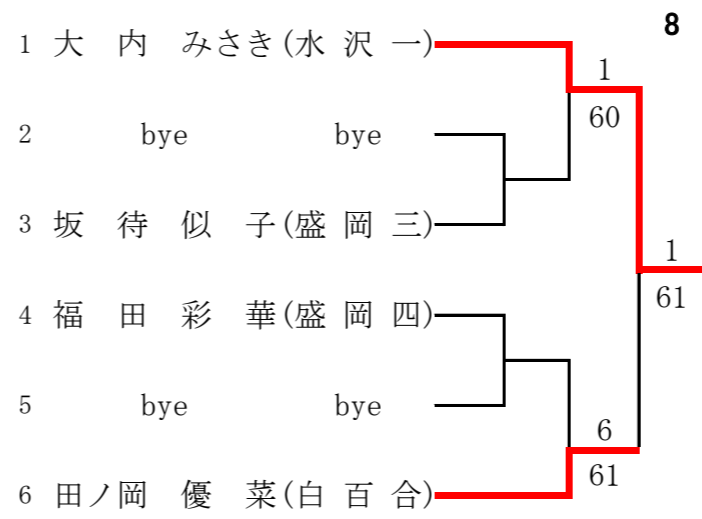 8
1 大 内 みさき(水 沢 一)
1
60
2 bye bye
3 坂 待 似 子(盛 岡 三)
1
61
4 福 田 彩 華(盛 岡 四)
5 bye bye
6
61
6 田ノ岡 優 菜(白 百 合)